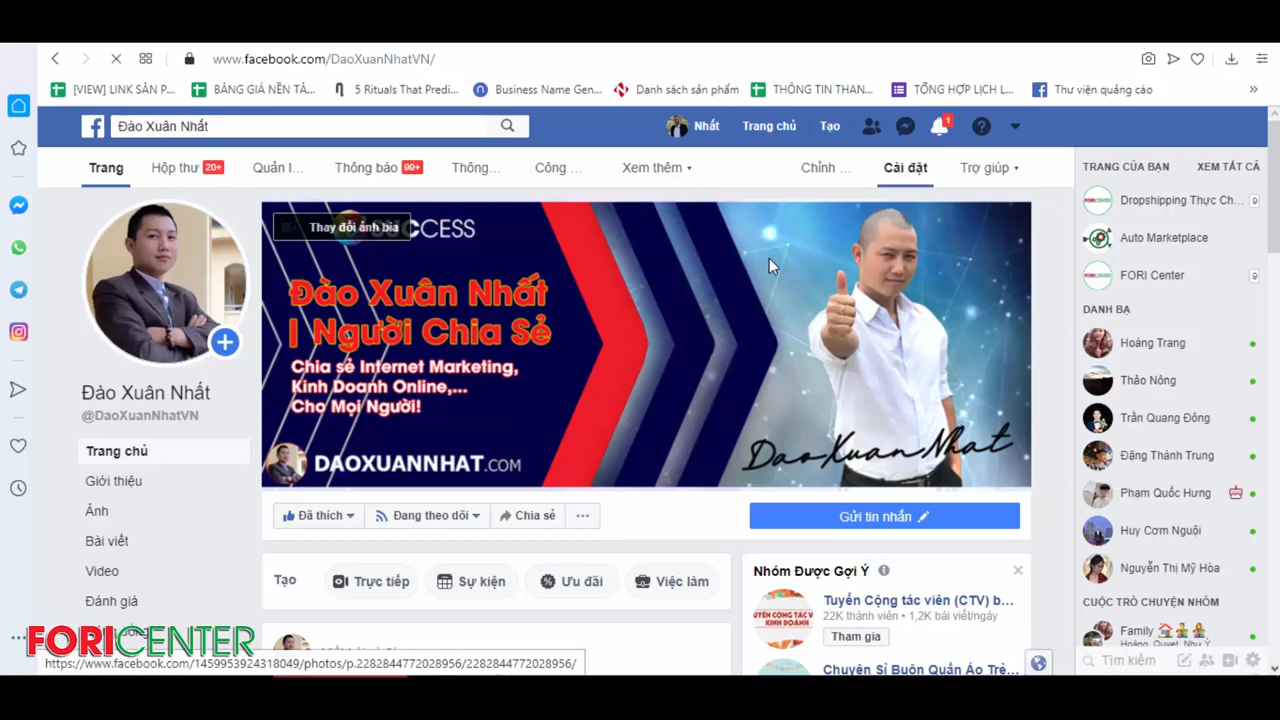 www.facebook.com/DaoXuanNhatVN/
[VIEW] LINK SẢN P...
BẢNG GIÁ NỀN TẢ...
5 Rituals That Predi...
Business Name Gen...
Danh sách sản phẩm
THÔNG TIN THAN...
TỔNG HỢP LỊCH L...
Thư viện quảng cáo
»
Đào Xuân Nhất
Nhất
Trang chủ
Tạo
1
Trang
Hộp thư 20+
Quản l...
Thông báo 99+
Thông...
Công ...
Xem thêm
Chỉnh ...
Cài đặt
Trợ giúp
Thay đổi ảnh bìa
SUCCESS
Đào Xuân Nhất
| Người Chia Sẻ
Chia sẻ Internet Marketing,
Kinh Doanh Online,...
Cho Mọi Người!
DAOXUANNHAT.COM
DaoXuanNhat
Đào Xuân Nhất
@DaoXuanNhatVN
Trang chủ
Giới thiệu
Ảnh
Bài viết
Video
Đánh giá
FORICENTER
https://www.facebook.com/1459953924318049/photos/p.2282844772028956/2282844772028956/
Đã thích
Đang theo dõi
Chia sẻ
...
Gửi tin nhắn
Tạo
Trực tiếp
Sự kiện
Ưu đãi
Việc làm
Nhóm Được Gợi Ý
Tuyển Cộng tác viên (CTV) b...
22K thành viên • 1,2K bài viết/ngày
Tham gia
Chuyên Sỉ Buôn Quần Áo Trẻ...
TRANG CỦA BẠN
XEM TẤT CẢ
Dropshipping Thực Ch...
Auto Marketplace
FORI Center
DANH BẠ
Hoàng Trang
Thảo Nông
Trần Quang Đông
Đặng Thành Trung
Phạm Quốc Hưng
Huy Cơm Nguội
Nguyễn Thị Mỹ Hòa
CUỘC TRÒ CHUYỆN NHÓM
Family
Hoàng, Quyet, Như Ý
Tìm kiếm